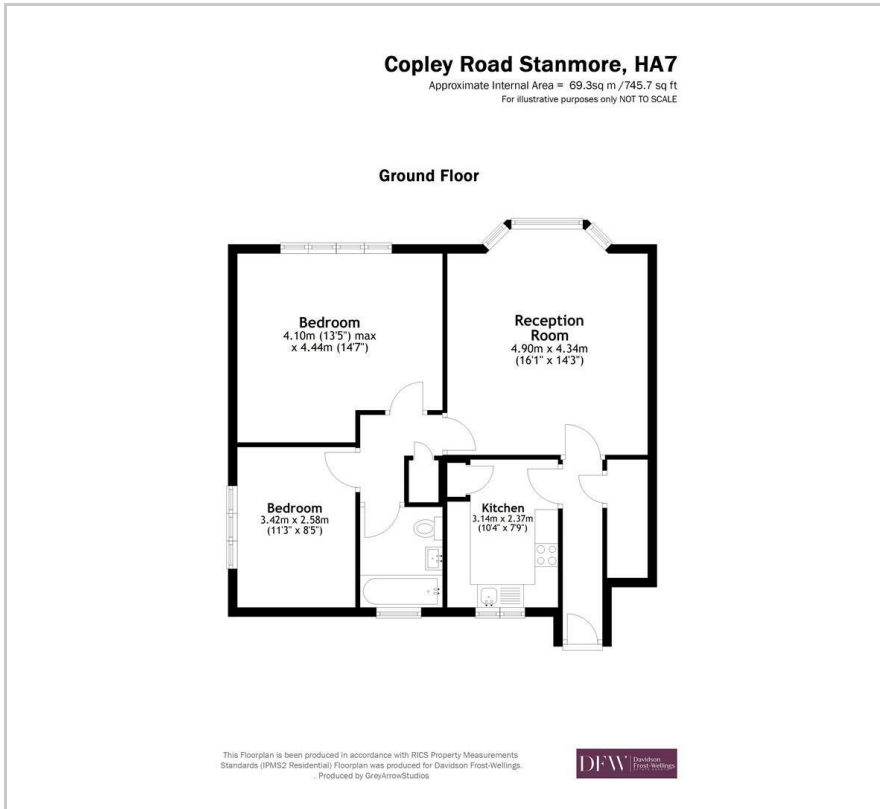 Copley Road Stanmore, HA7
Approximate Internal Area = 69.3sq m /745.7 sq ft
For illustrative purposes only NOT TO SCALE
Ground Floor
Bedroom
4.10m (13'5") max
x 4.44m (14'7")
Reception
Room
4.90m x 4.34m
(16'1" x 14'3")
Bedroom
3.42m x 2.58m
(11'3" x 8'5")
Kitchen
3.14m x 2.37m
(10'4" x 7'9")
This Floorplan is been produced in accordance with RICS Property Measurements
Standards (IPMS2 Residential) Floorplan was produced for Davidson Frost-Wellings.
. Produced by GreyArrowStudios
DFW
Davidson
Frost-Wellings